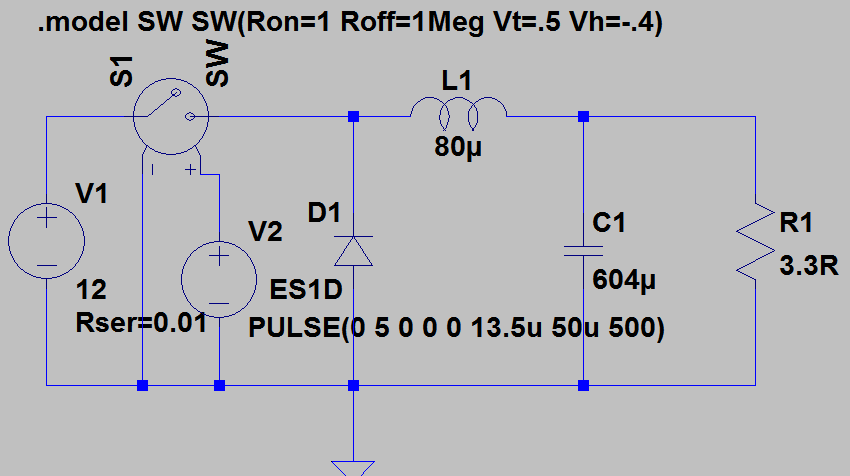 .model SW SW(Ron=1 Roff=1Meg Vt=.5 Vh=-.4)
S1
SW
L1
80µ
V1
12
Rser=0.01
V2
D1
ES1D
PULSE(0 5 0 0 0 13.5u 50u 500)
C1
604µ
R1
3.3R